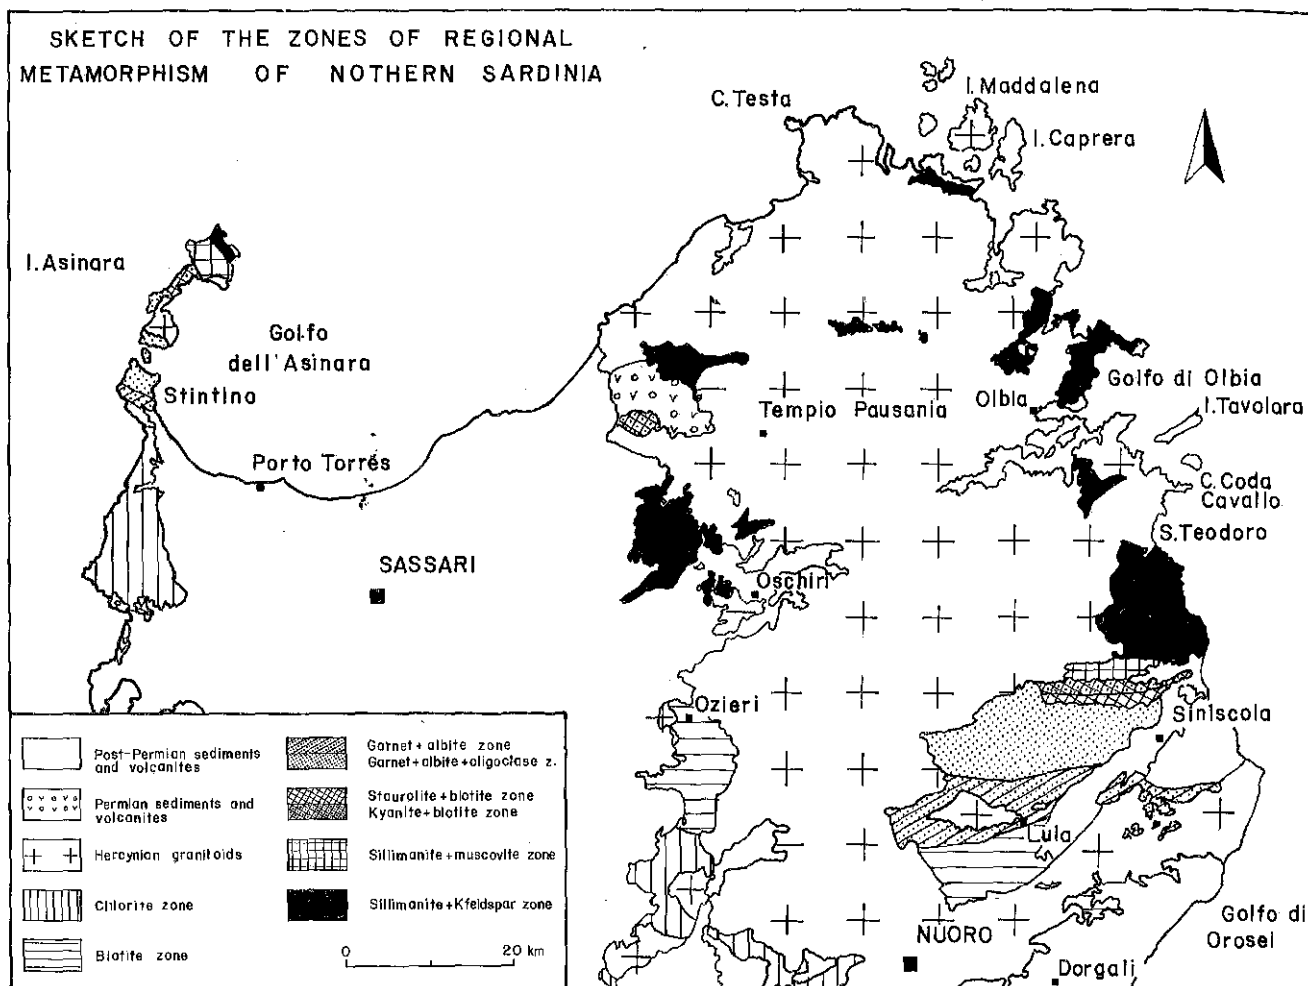 SKETCH OF THE ZONES OF REGIONAL
METAMORPHISM OF NOTHERN SARDINIA
C. Testa
I. Maddalena
I. Caprera
I. Asinara
Golfo
dell'Asinara
Stintino
Porto Torrés
SASSARI
Tempio Pausania
Olbia
Golfo di Olbia
I. Tavolara
C. Coda
Cavallo
S. Teodoro
Oschiri
Ozieri
Siniscola
Lula
NUORO
Golfo di
Orosei
Dorgali
Post-Permian sediments
and volcanites
Permian sediments and
volcanites
Hercynian granitoids
Chlorite zone
Biotite zone
Garnet + albite zone
Garnet + albite + oligoclase z.
Staurolite + biotite zone
Kyanite + biotite zone
Sillimanite + muscovite zone
Sillimanite + Kfeldspar zone
0 20 km